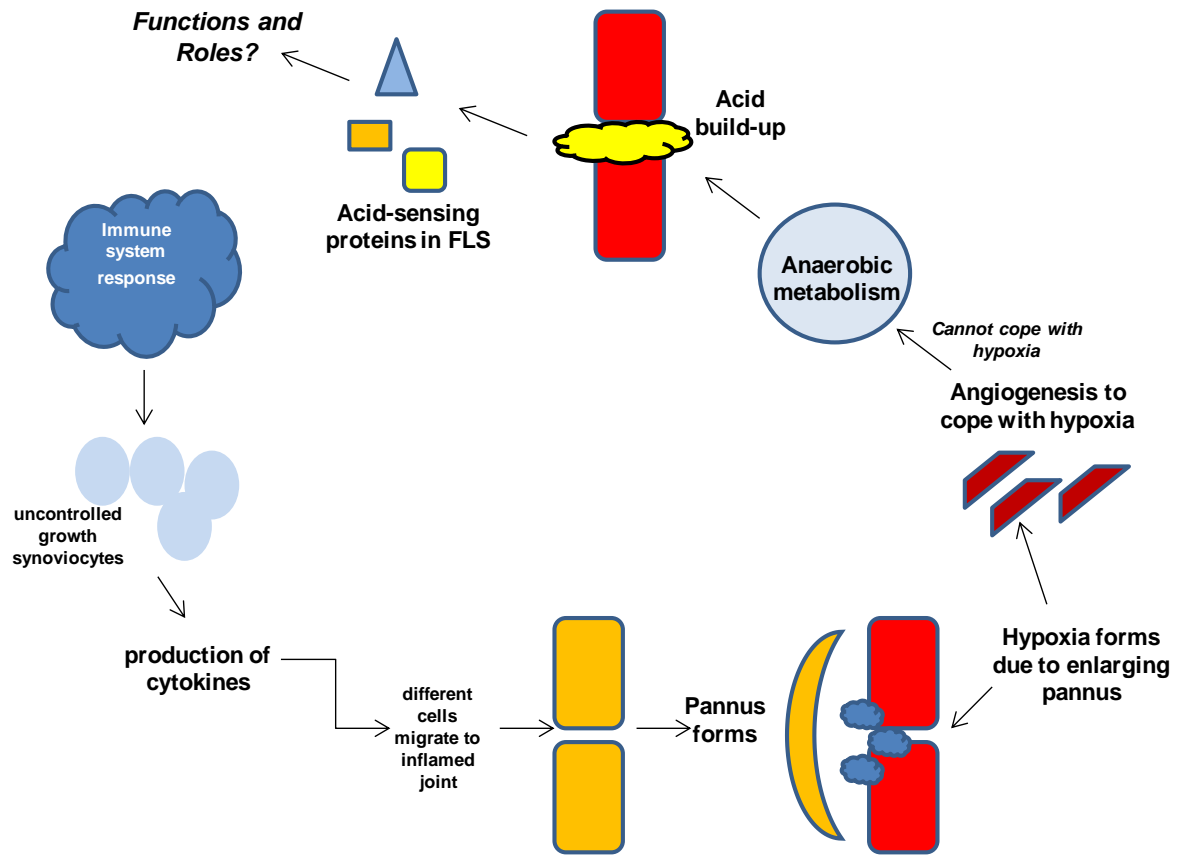 Functions and
Roles?
Acid
build-up
Acid-sensing
proteins in FLS
Immune
system
response
Anaerobic
metabolism
Cannot cope with
hypoxia
Angiogenesis to
cope with hypoxia
uncontrolled
growth
synoviocytes
production of
cytokines
different
cells
migrate to
inflamed
joint
Pannus
forms
Hypoxia forms
due to enlarging
pannus